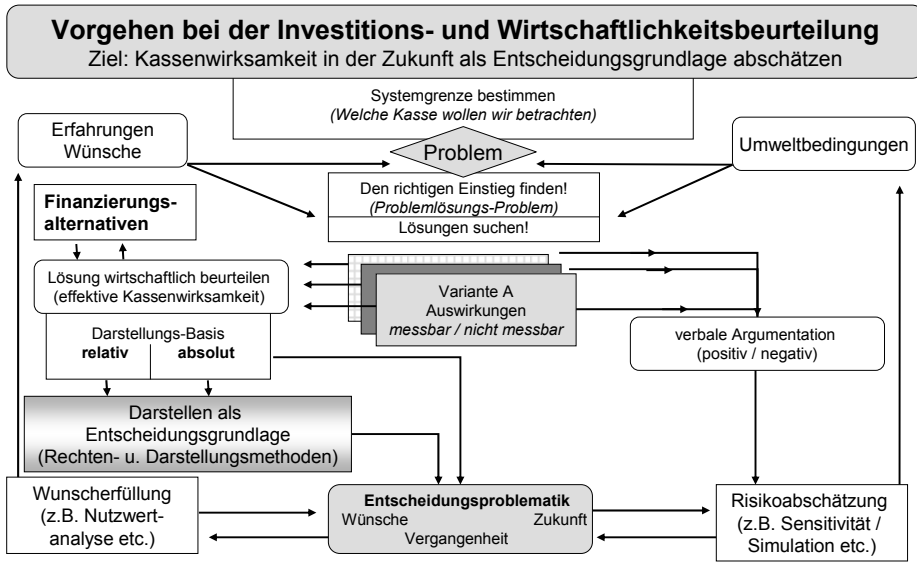 Vorgehen bei der Investitions- und Wirtschaftlichkeitsbeurteilung
Ziel: Kassenwirksamkeit in der Zukunft als Entscheidungsgrundlage abschätzen
Systemgrenze bestimmen
(Welche Kasse wollen wir betrachten)
Erfahrungen
Wünsche
Problem
Umweltbedingungen
Den richtigen Einstieg finden!
(Problemlösungs-Problem)
Lösungen suchen!
Finanzierungs-
alternativen
Lösung wirtschaftlich beurteilen
(effektive Kassenwirksamkeit)
Variante A
Auswirkungen
messbar / nicht messbar
Darstellungs-Basis
relativ
absolut
verbale Argumentation
(positiv / negativ)
Darstellen als
Entscheidungsgrundlage
(Rechten- u. Darstellungsmethoden)
Wunscherfüllung
(z.B. Nutzwert-
analyse etc.)
Entscheidungsproblematik
Wünsche
Zukunft
Vergangenheit
Risikoabschätzung
(z.B. Sensitivität /
Simulation etc.)